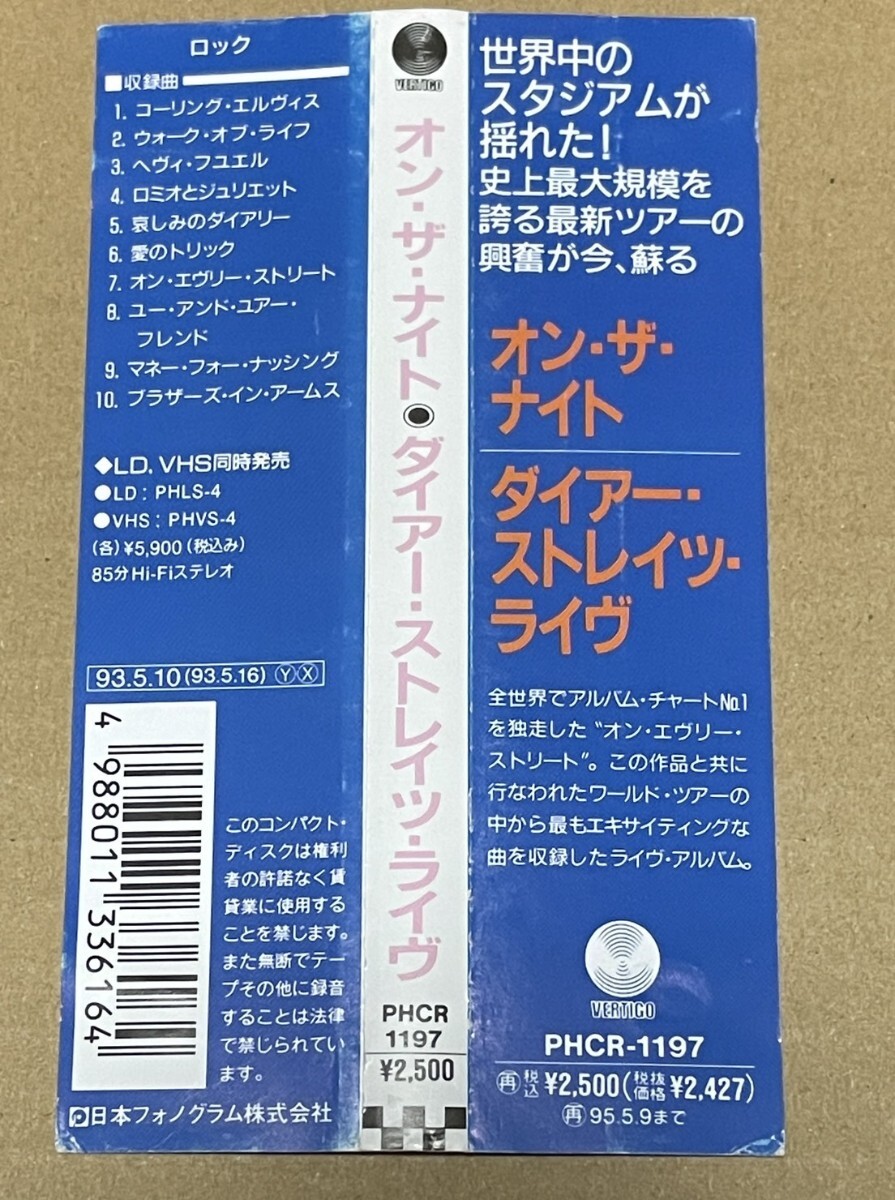 ロック
■収録曲
1. コーリング・エルヴィス
2. ウォーク・オブ・ライフ
3. ヘヴィ・フユエル
4. ロミオとジュリエット
5. 哀しみのダイアリー
6. 愛のトリック
7. オン・エヴリー・ストリート
8. ユー・アンド・ユアー・
フレンド
9. マネー・フォー・ナッシング
10. ブラザーズ・イン・アームス
◆LD, VHS同時発売
●LD : PHLS-4
●VHS : PHVS-4
(各)¥5,900(税込み)
85分Hi-Fiステレオ
93.5.10(93.5.16) Ⓨ Ⓧ
4 988011 336164
このコンパクト・
ディスクは権利
者の許諾なく賃
貸業に使用する
ことを禁じます。
また無断でテー
プその他に録音
することは法律
で禁じられてい
ます。
日本フォノグラム株式会社
VERTIGO
オン・ザ・ナイト●ダイアー・ストレイツ・ライヴ
PHCR
1197
¥2,500
世界中の
スタジアムが
揺れた!
史上最大規模を
誇る最新ツアーの
興奮が今、蘇る
オン・ザ・
ナイト
ダイアー・
ストレイツ・
ライヴ
全世界でアルバム・チャートNo.1
を独走した“オン・エヴリー・
ストリート”。この作品と共に
行なわれたワールド・ツアーの
中から最もエキサイティングな
曲を収録したライヴ・アルバム。
VERTIGO
PHCR-1197
再 税込 ¥2,500(税抜価格 ¥2,427)
再 95.5.9まで